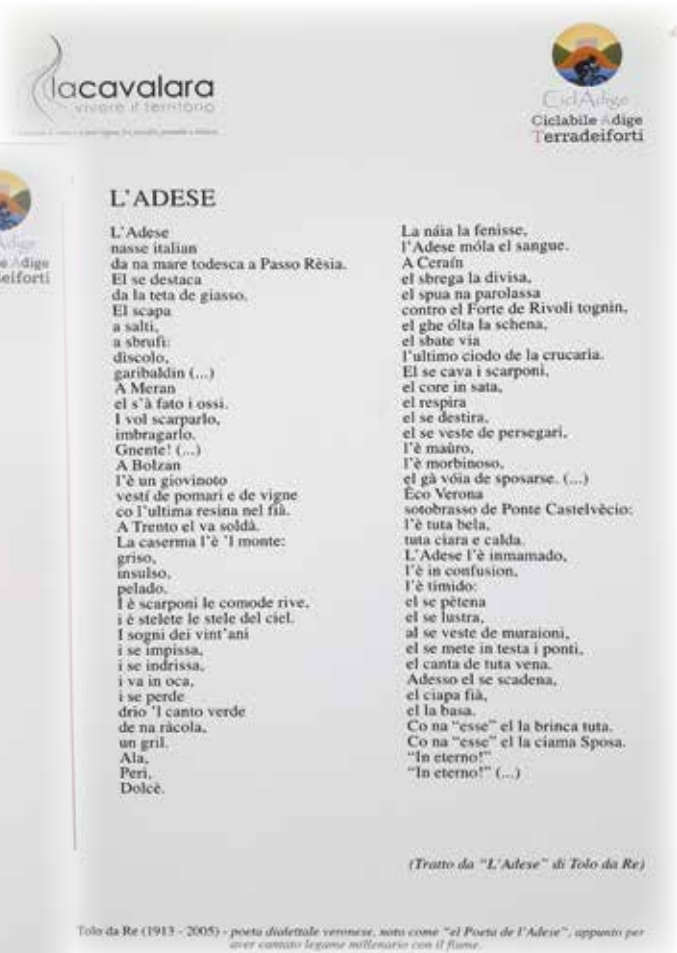 lacavalara
vivere il territorio
CiclAdige
Ciclabile Adige
Terradeiforti
Adige
deiforti
L'ADESE
L'Adese
nasse italian
da na mare todesca a Passo Rèsia.
El se destaca
da la teta de giasso.
El scapa
a salti,
a sbrufi:
discolo,
garibaldin (...)
A Meran
el s'à fato i ossi.
I vol scarparlo,
imbragarlo.
Gnente! (...)
A Bolzan
l'è un giovinoto
vestí de pomari e de vigne
co l'ultima resina nel fià.
A Trento el va soldà.
La caserma l'è 'l monte:
griso,
insulso,
pelado.
I è scarponi le comode rive,
i è stelete le stele del ciel.
I sogni dei vint'ani
i se impissa,
i se indrissa,
i va in oca,
i se perde
drio 'l canto verde
de na ràcola,
un gril.
Ala,
Peri,
Dolcè.
La náia la fenisse,
l'Adese móla el sangue.
A Ceraín
el sbrega la divisa,
el spua na parolassa
contro el Forte de Rivoli tognin,
el ghe ólta la schena,
el sbate via
l'ultimo ciodo de la crucaria.
El se cava i scarponi,
el core in sata,
el respira
el se destira,
el se veste de persegari,
l'è maùro,
l'è morbinoso,
el gà vóia de sposarse. (...)
Èco Verona
sotobrasso de Ponte Castelvècio:
l'è tuta bela,
tuta ciara e calda.
L'Adese l'è inmamado,
l'è in confusion,
l'è timido:
el se pètena
el se lustra,
al se veste de muraioni,
el se mete in testa i ponti,
el canta de tuta vena.
Adesso el se scadena,
el ciapa fià,
el la basa.
Co na "esse" el la brinca tuta.
Co na "esse" el la ciama Sposa.
"In eterno!"
"In eterno!" (...)
(Tratto da "L'Adese" di Tolo da Re)
Tolo da Re (1913 - 2005) - poeta dialettale veronese, noto come "el Poeta de l'Adese", appunto per
aver cantato legame millenario con il fiume.